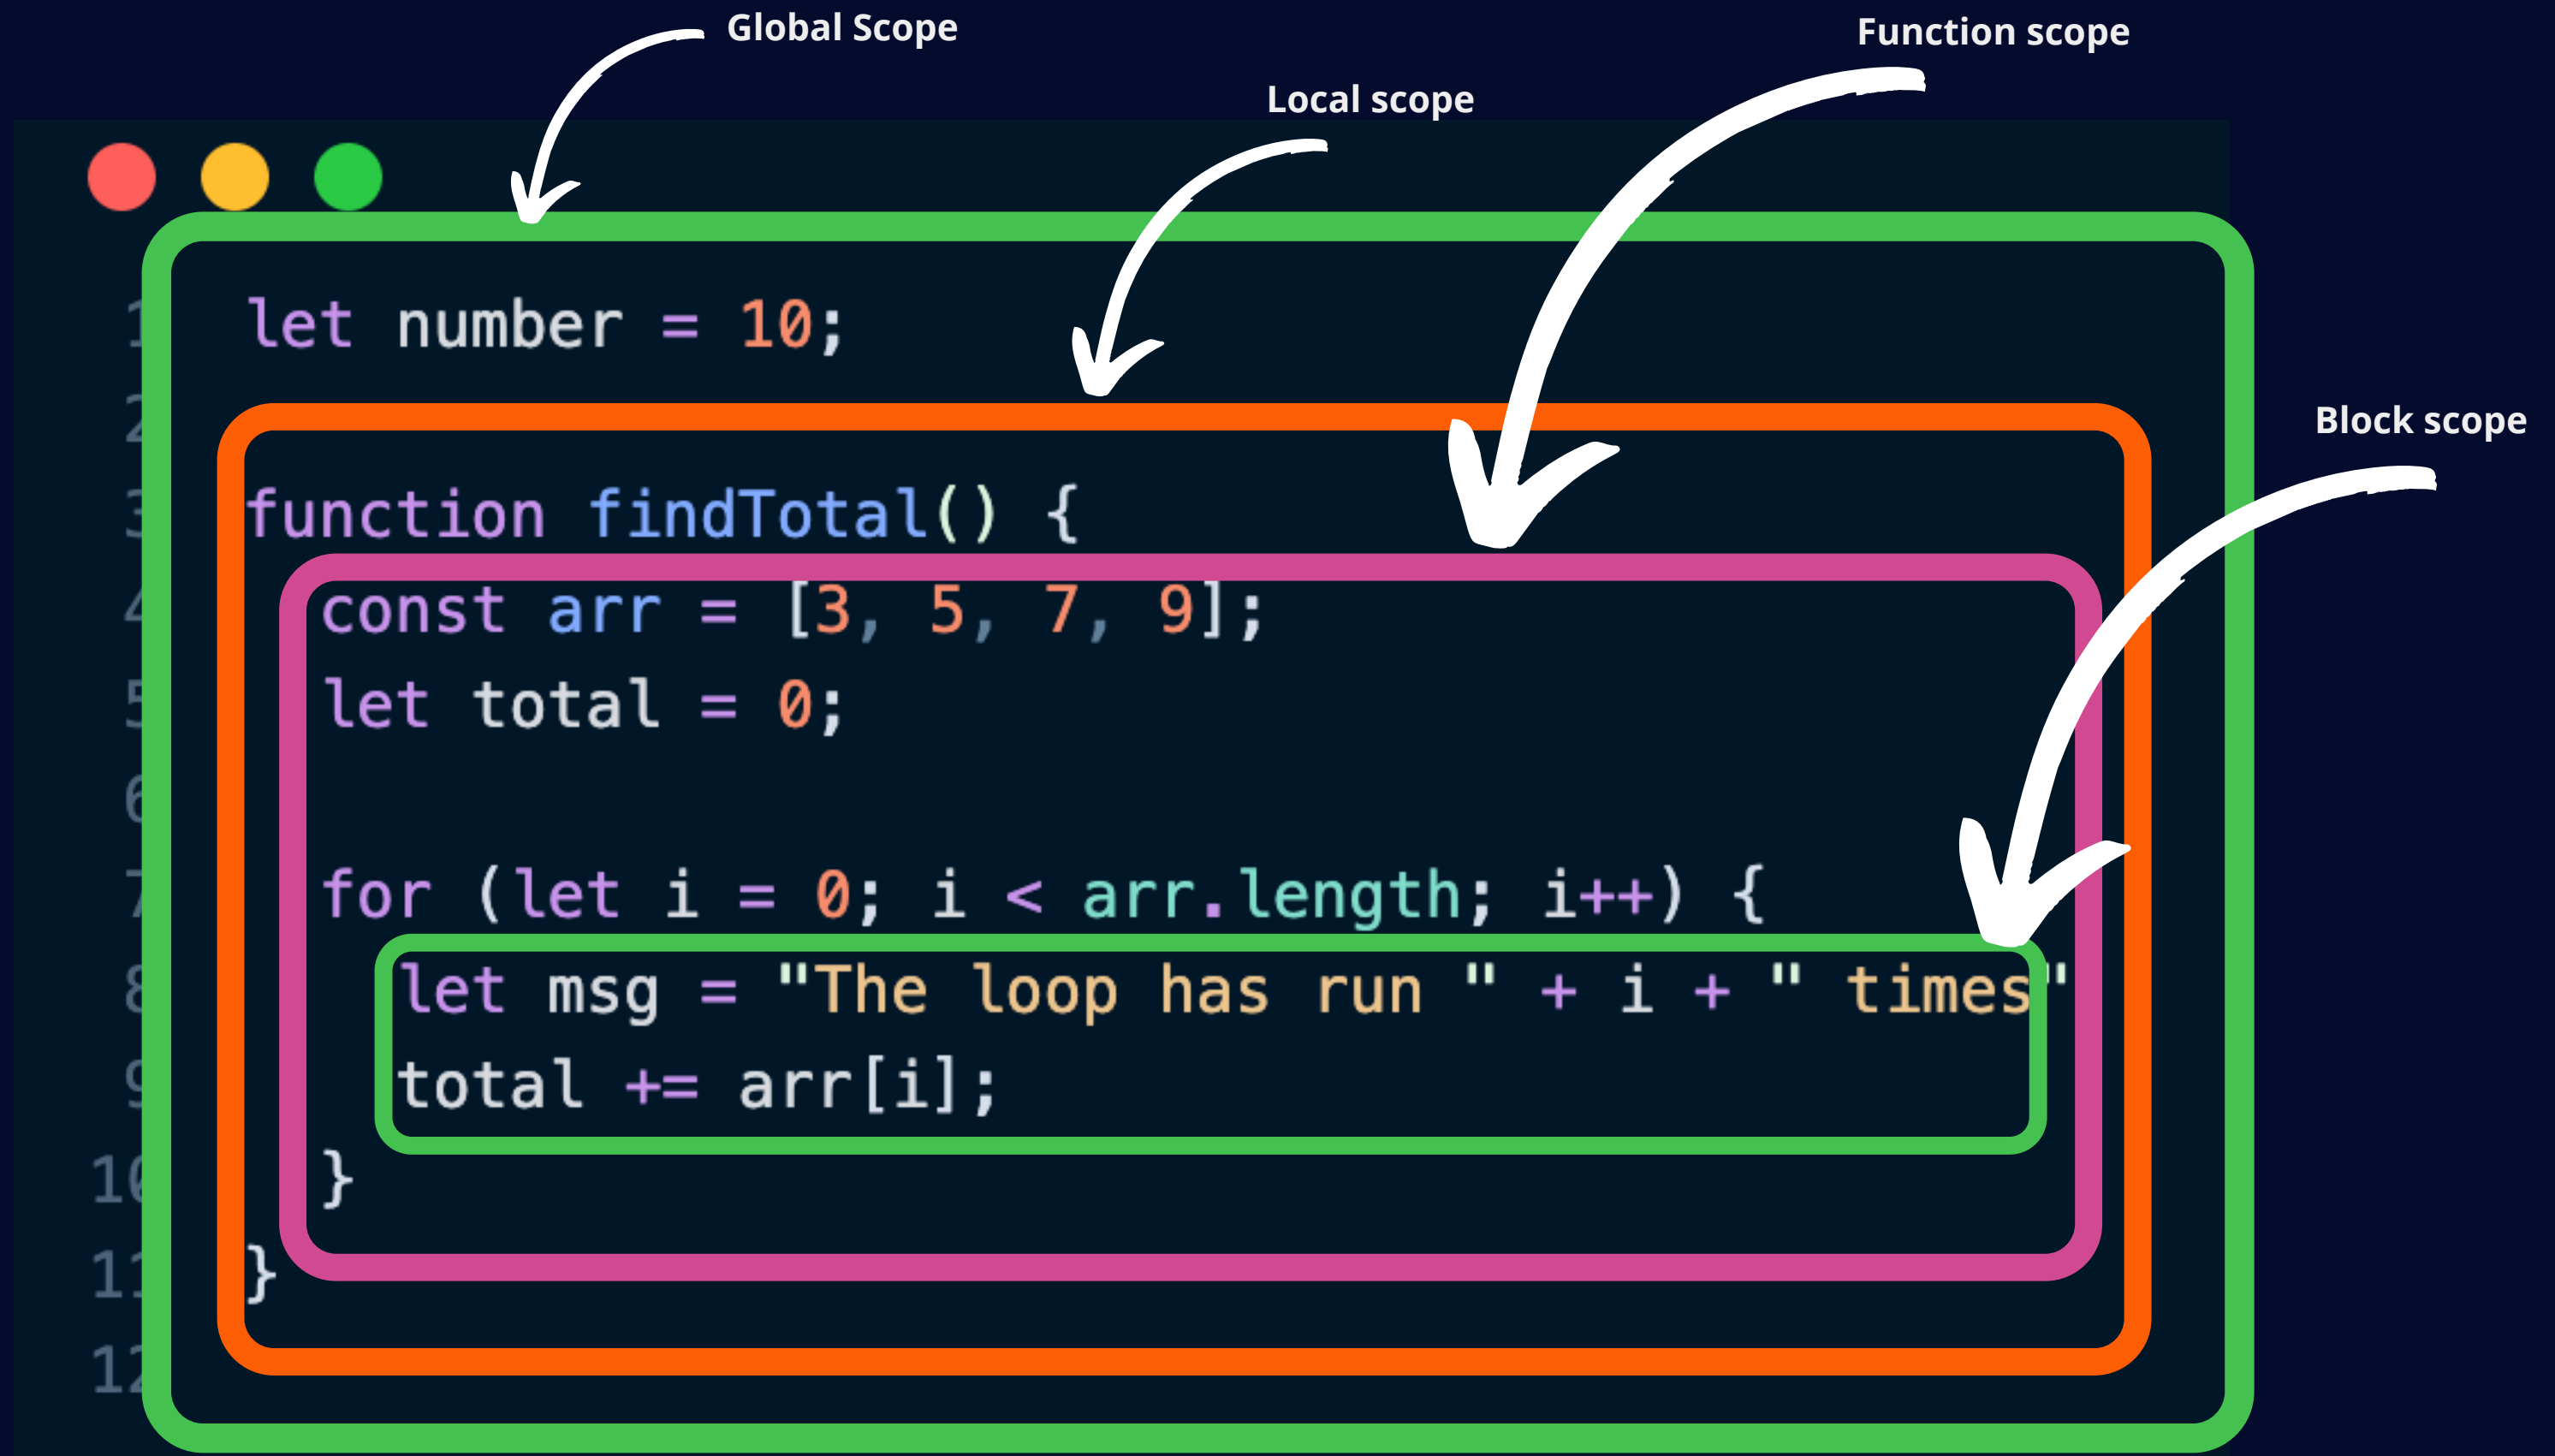 Global Scope
Function scope
Local scope
Block scope
1 let number = 10;
2
3 function findTotal() {
4 const arr = [3, 5, 7, 9];
5 let total = 0;
6
7 for (let i = 0; i < arr.length; i++) {
8 let msg = "The loop has run " + i + " times"
9 total += arr[i];
10 }
11 }
12